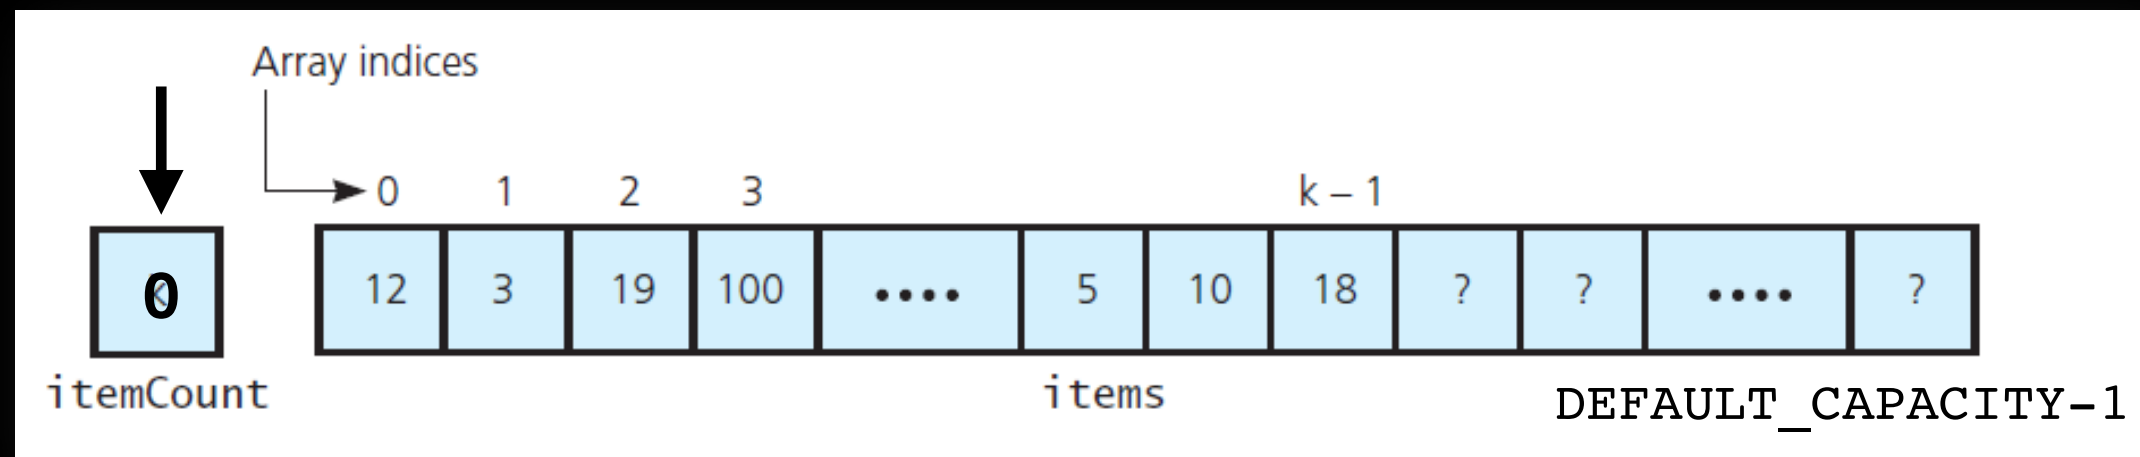 Array indices
0 1 2 3 k – 1
0 12 3 19 100 •••• 5 10 18 ? ? •••• ?
itemCount items DEFAULT_CAPACITY-1